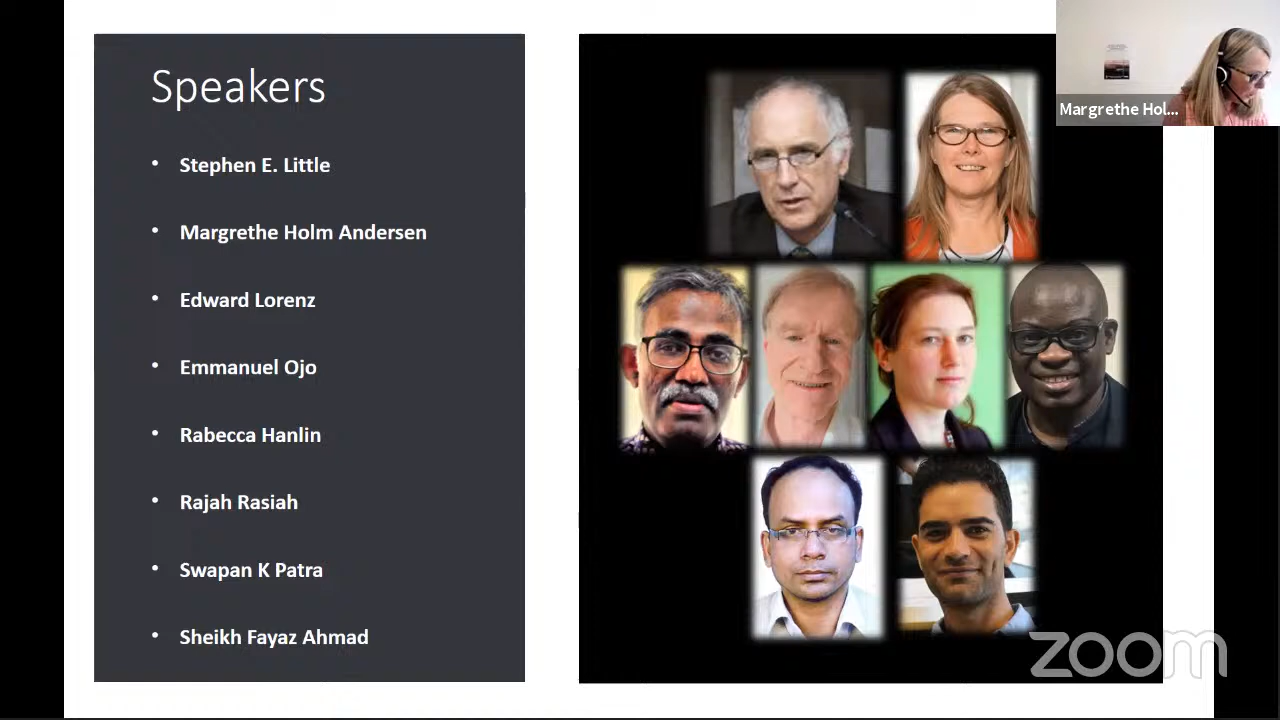 Speakers
• Stephen E. Little
• Margrethe Holm Andersen
• Edward Lorenz
• Emmanuel Ojo
• Rabecca Hanlin
• Rajah Rasiah
• Swapan K Patra
• Sheikh Fayaz Ahmad
Margrethe Hol...
zoom